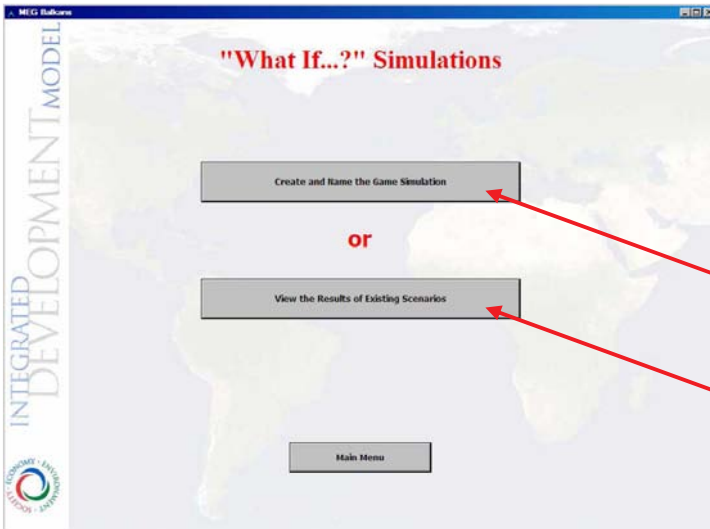 MEG Balkans
"What If...?" Simulations
Create and Name the Game Simulation
or
View the Results of Existing Scenarios
Main Menu
INTEGRATED
DEVELOPMENT MODEL
SOCIETY · ECONOMY · ENVIRONMENT ·